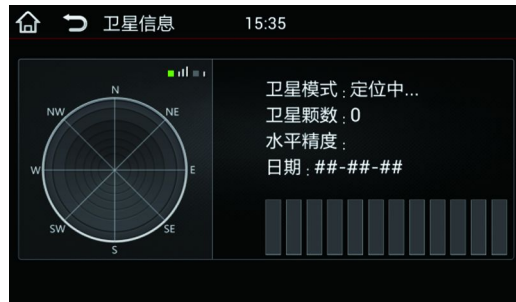 卫星信息 15:35
N
NW NE
W E
SW SE
S
卫星模式:定位中...
卫星颗数:0
水平精度:
日期:##-##-##